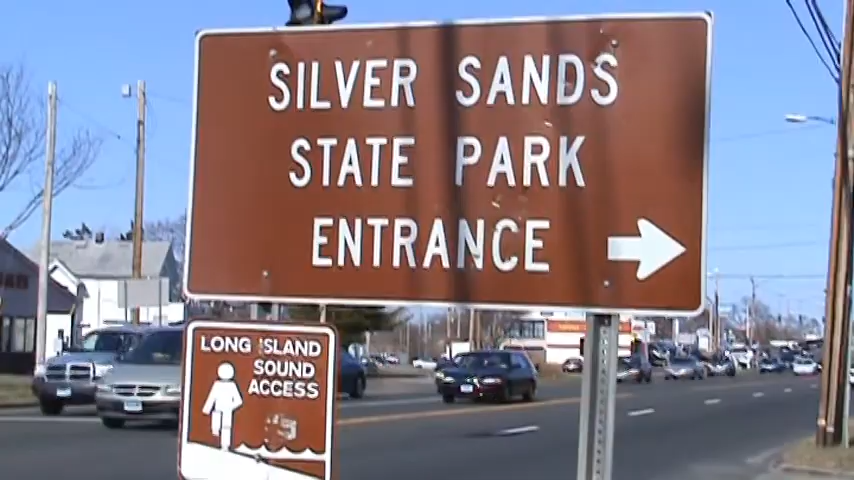 SILVER SANDS
STATE PARK
ENTRANCE
LONG ISLAND
SOUND
ACCESS